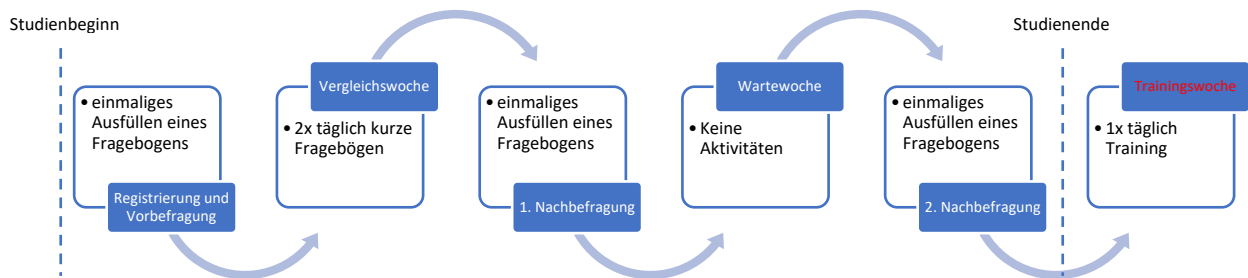 Studienbeginn
Studienende
• einmaliges
Ausfüllen eines
Fragebogens
Registrierung und
Vorbefragung
Vergleichswoche
• 2x täglich kurze
Fragebögen
• einmaliges
Ausfüllen eines
Fragebogens
1. Nachbefragung
Wartewoche
• Keine
Aktivitäten
• einmaliges
Ausfüllen eines
Fragebogens
2. Nachbefragung
Trainingswoche
• 1x täglich
Training